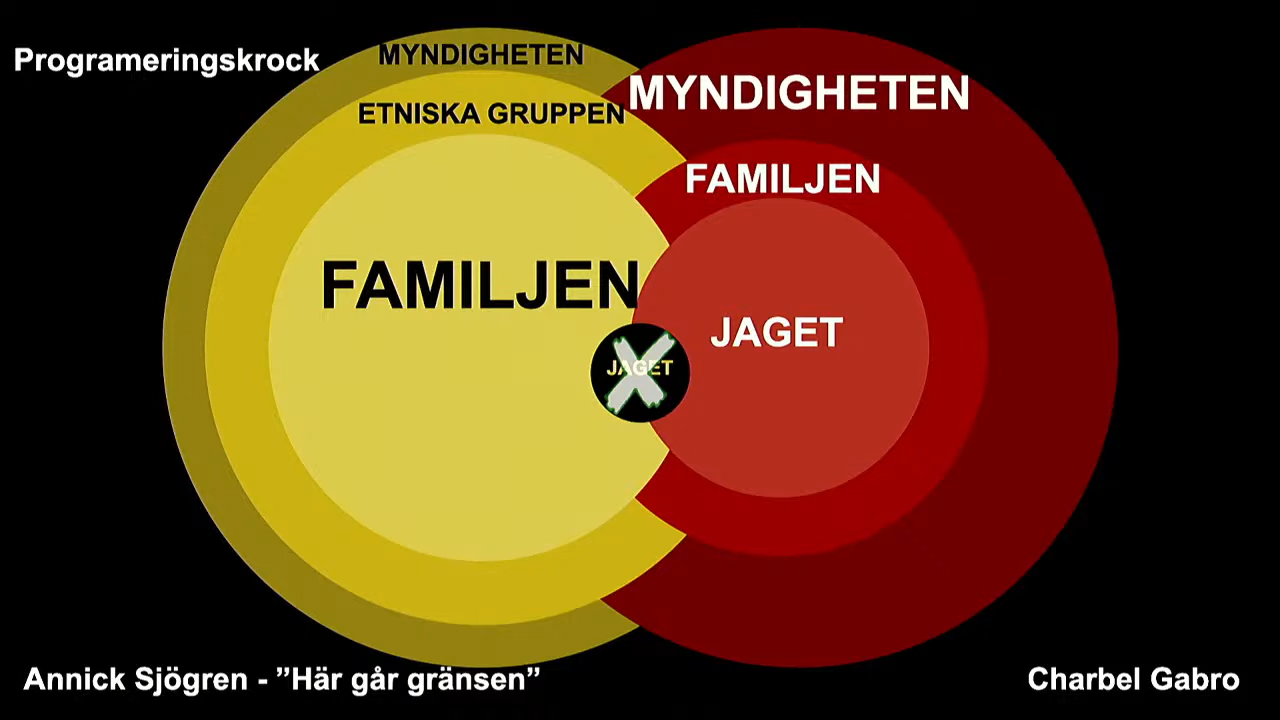 Programeringskrock
MYNDIGHETEN
ETNISKA GRUPPEN
FAMILJEN
MYNDIGHETEN
FAMILJEN
JAGET
JAGET
Annick Sjögren - ”Här går gränsen”
Charbel Gabro